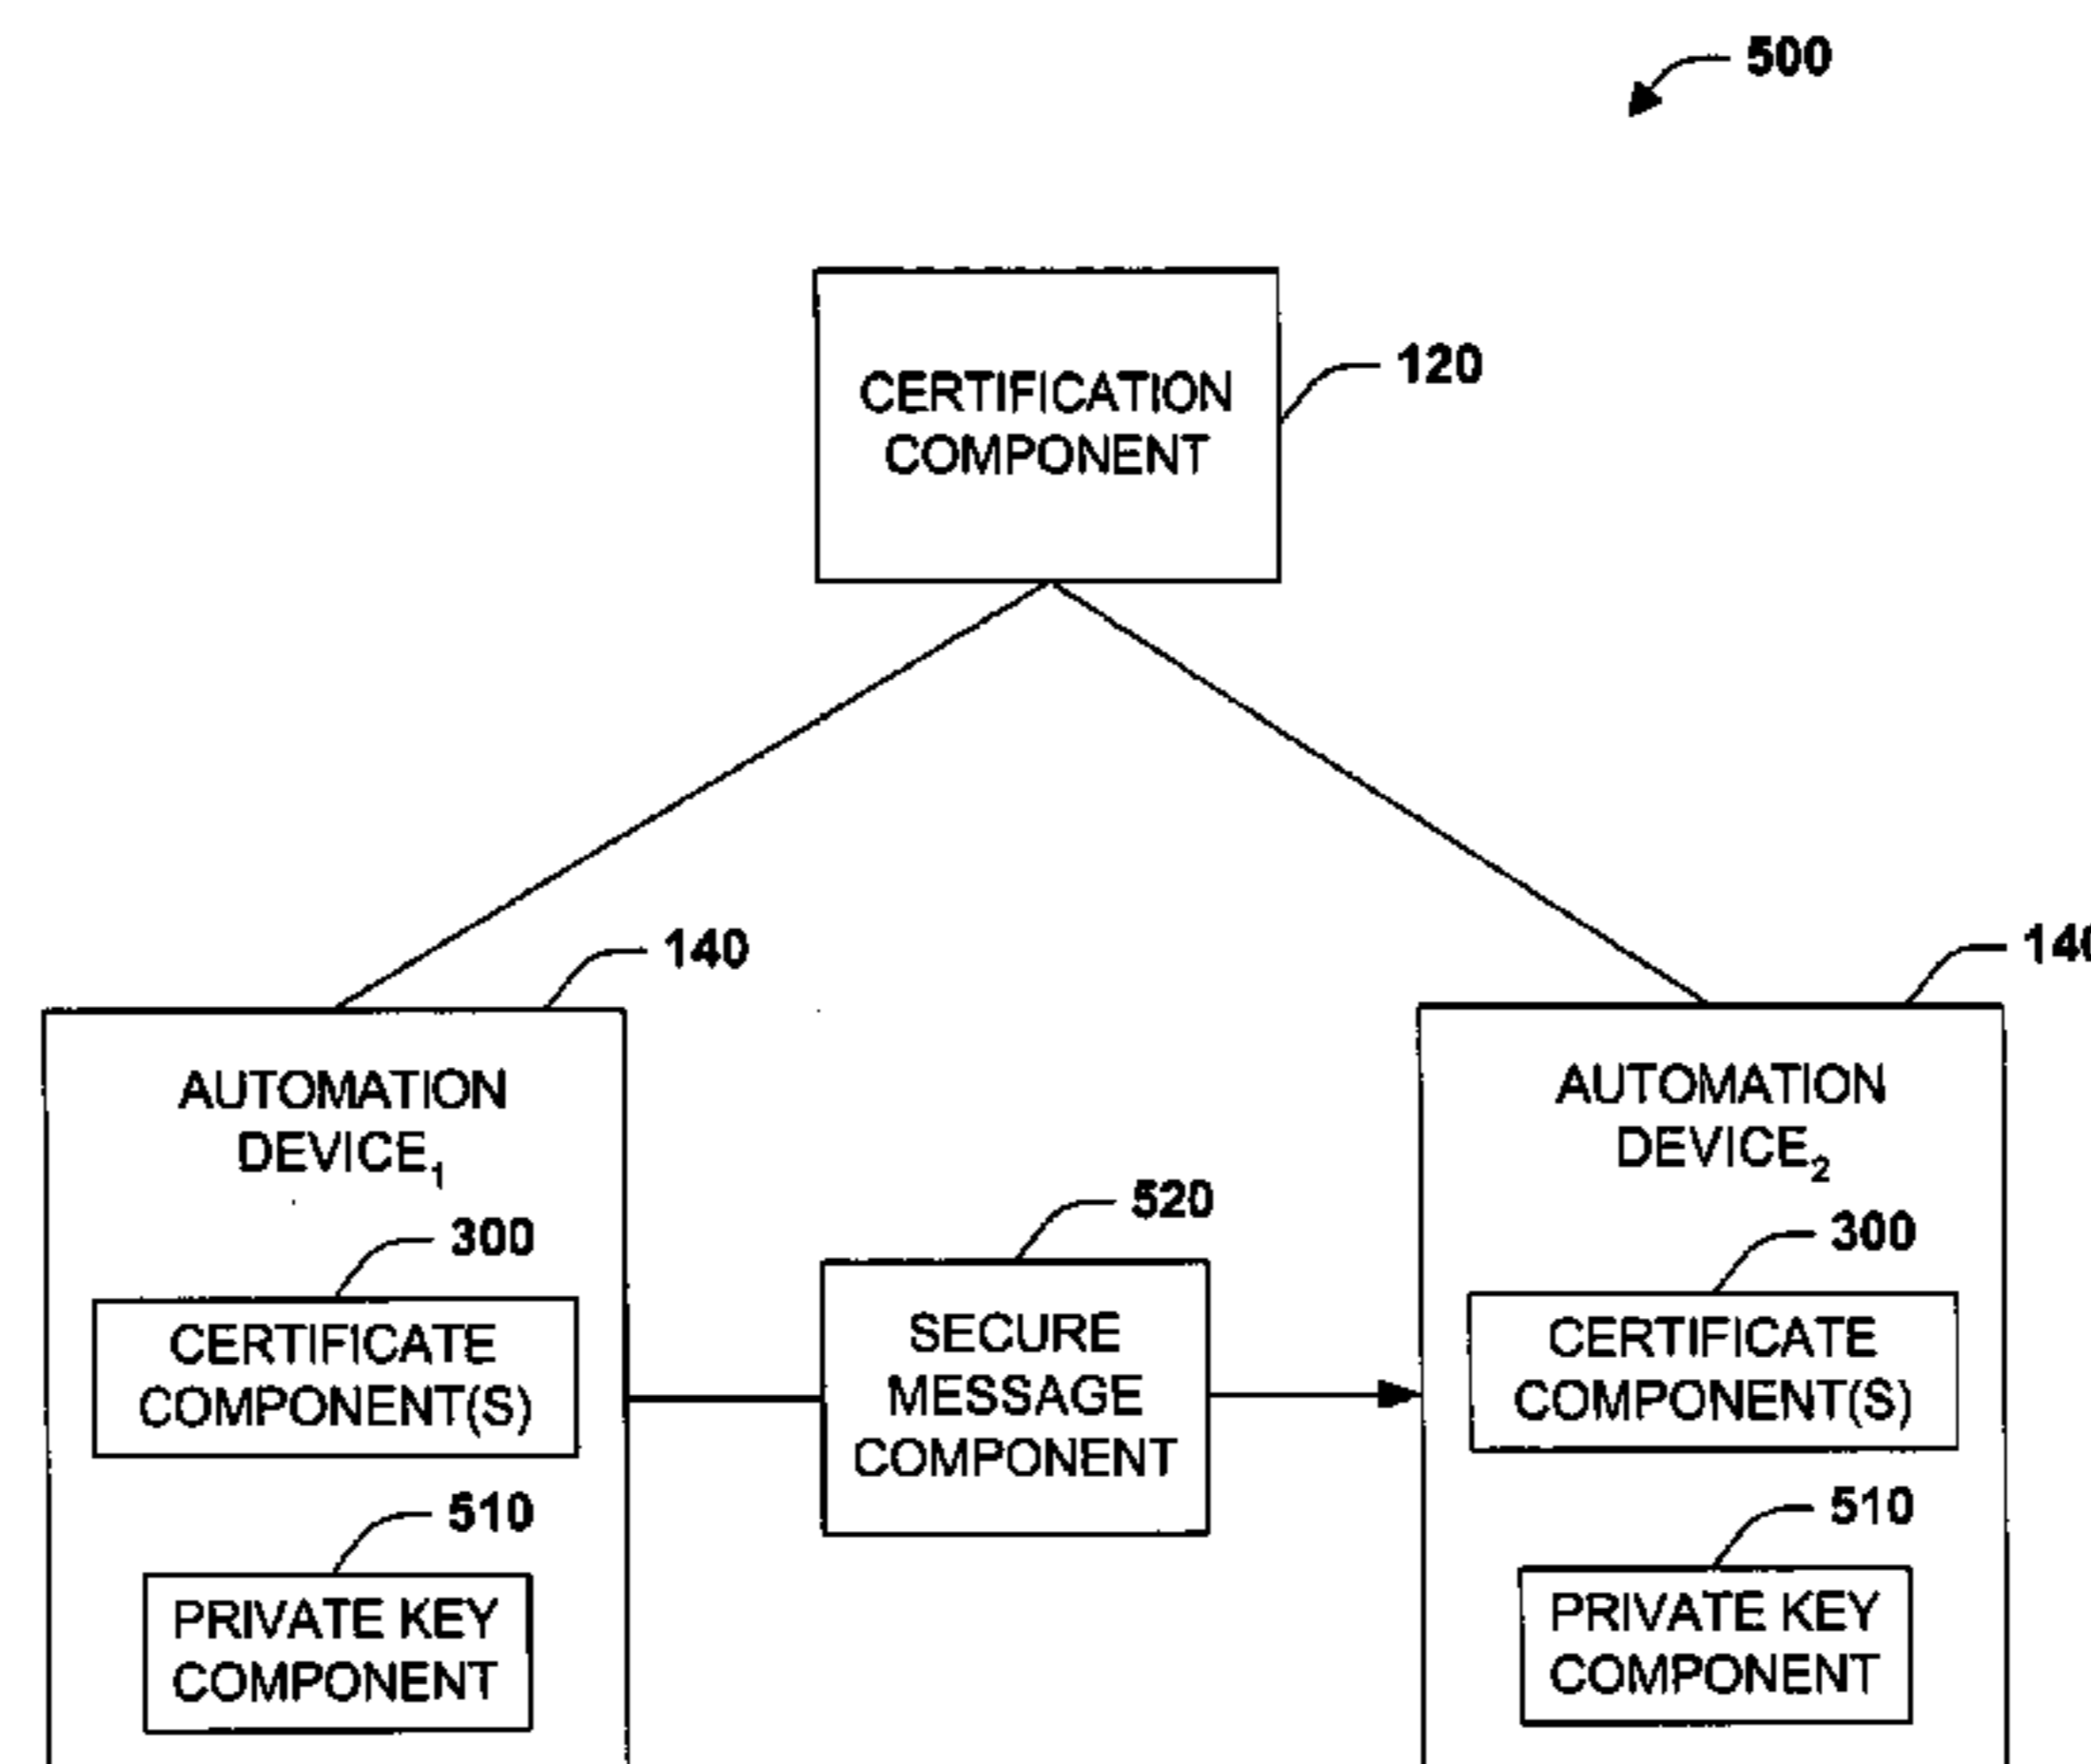 500
CERTIFICATION
COMPONENT
120
140
140
AUTOMATION
DEVICE1
AUTOMATION
DEVICE2
300
CERTIFICATE
COMPONENT(S)
520
SECURE
MESSAGE
COMPONENT
300
CERTIFICATE
COMPONENT(S)
510
PRIVATE KEY
COMPONENT
510
PRIVATE KEY
COMPONENT